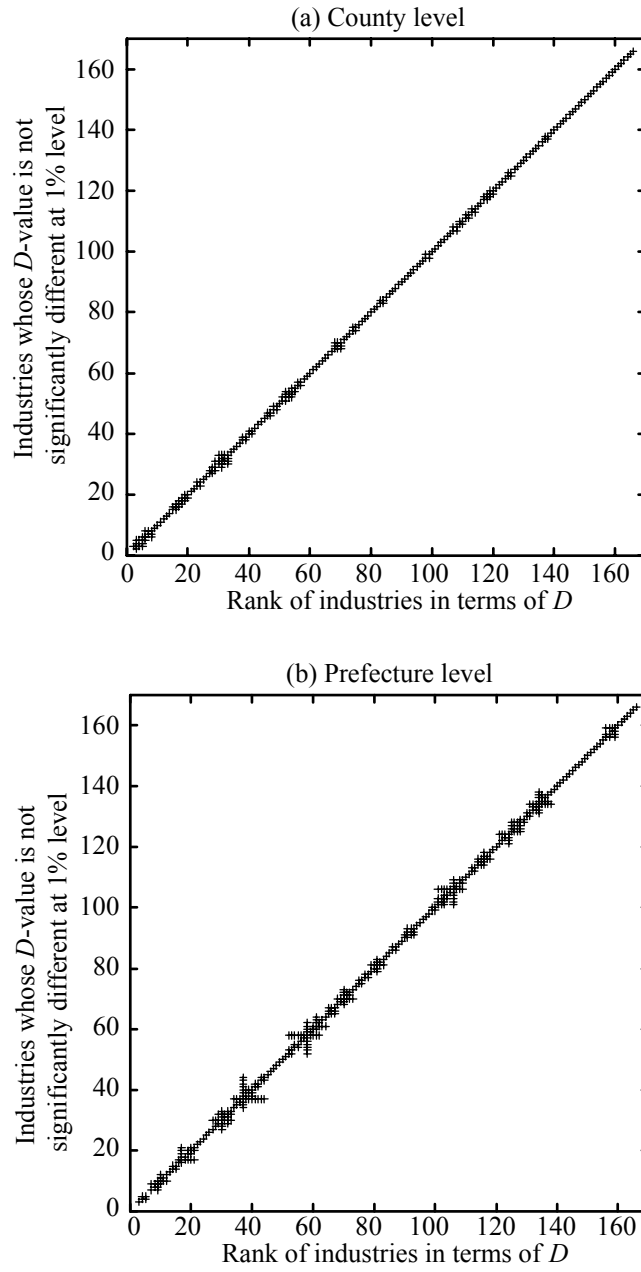 (a) County level
160
140
120
100
80
60
40
20
0
Industries whose D-value is not
significantly different at 1% level
0 20 40 60 80 100 120 140 160
Rank of industries in terms of D
(b) Prefecture level
160
140
120
100
80
60
40
20
0
Industries whose D-value is not
significantly different at 1% level
0 20 40 60 80 100 120 140 160
Rank of industries in terms of D